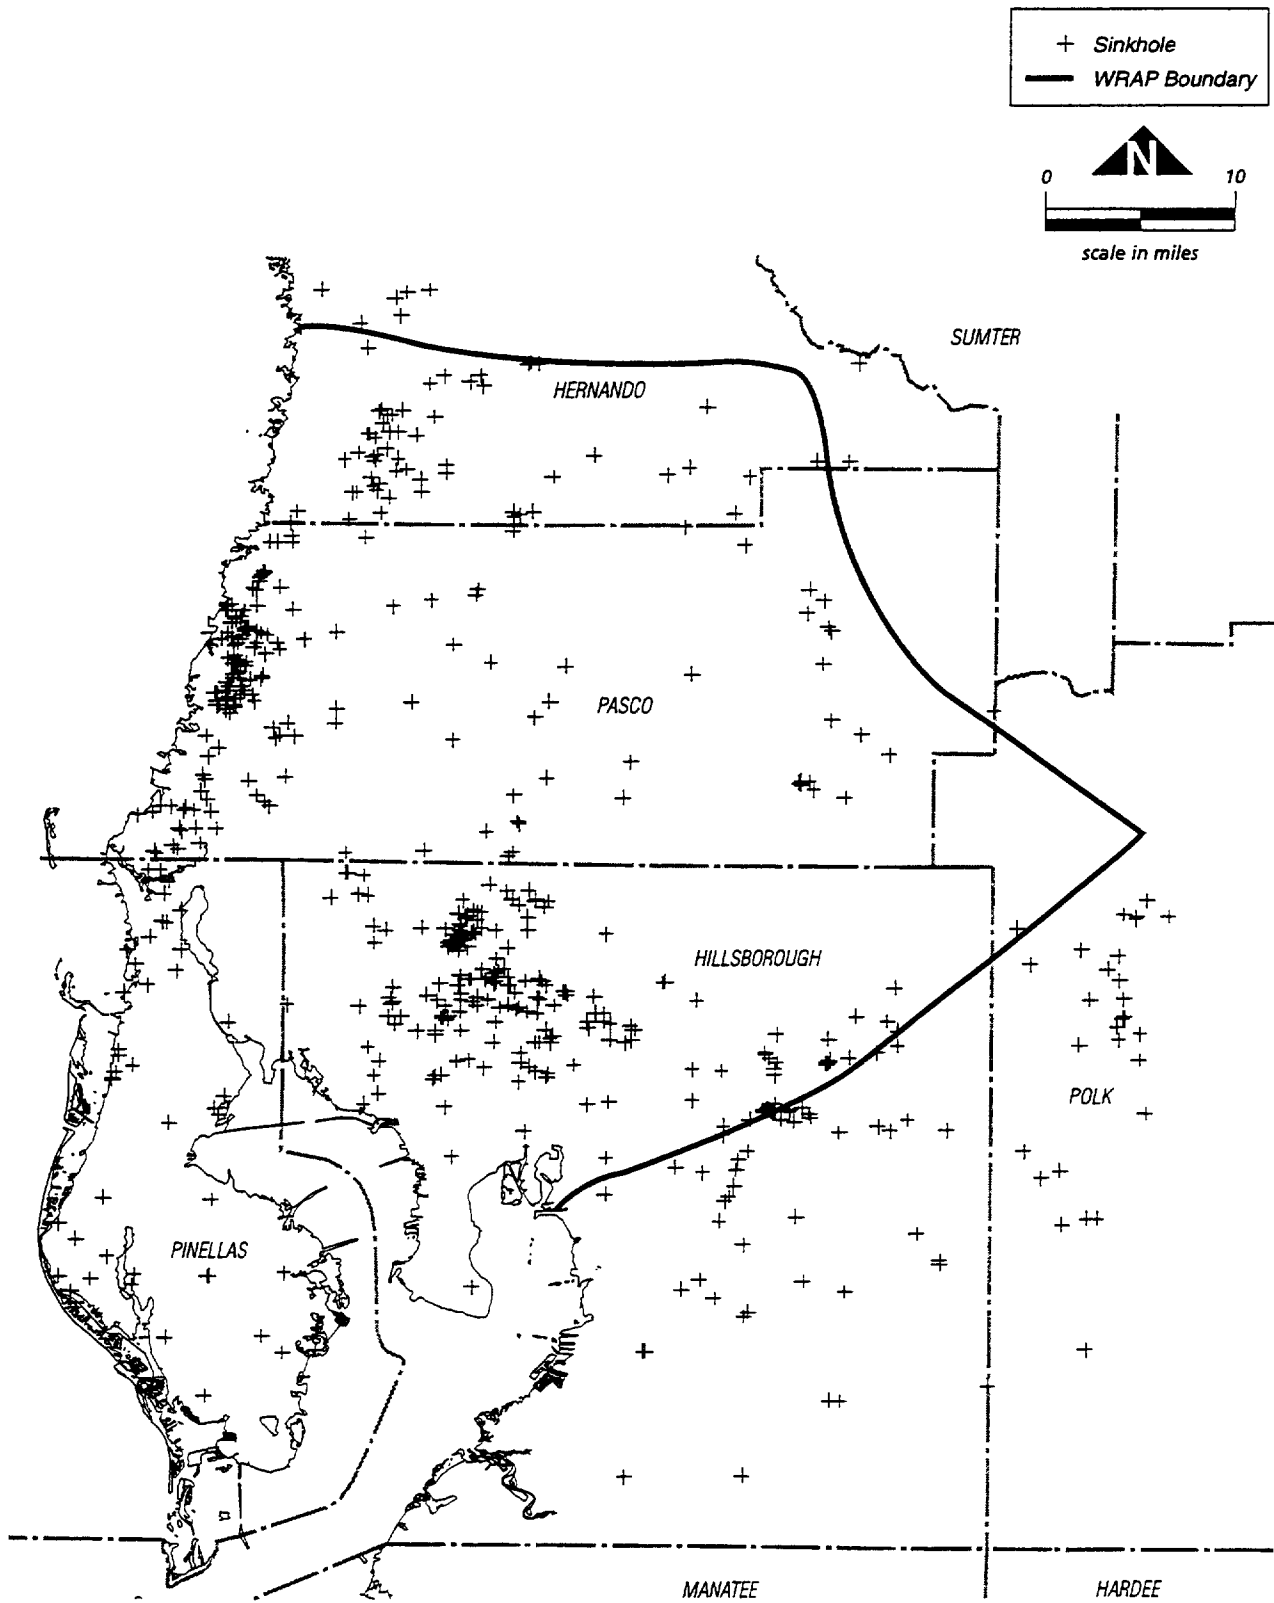 + Sinkhole
WRAP Boundary
N
0 10
scale in miles
SUMTER
HERNANDO
PASCO
HILLSBOROUGH
POLK
PINELLAS
MANATEE HARDEE